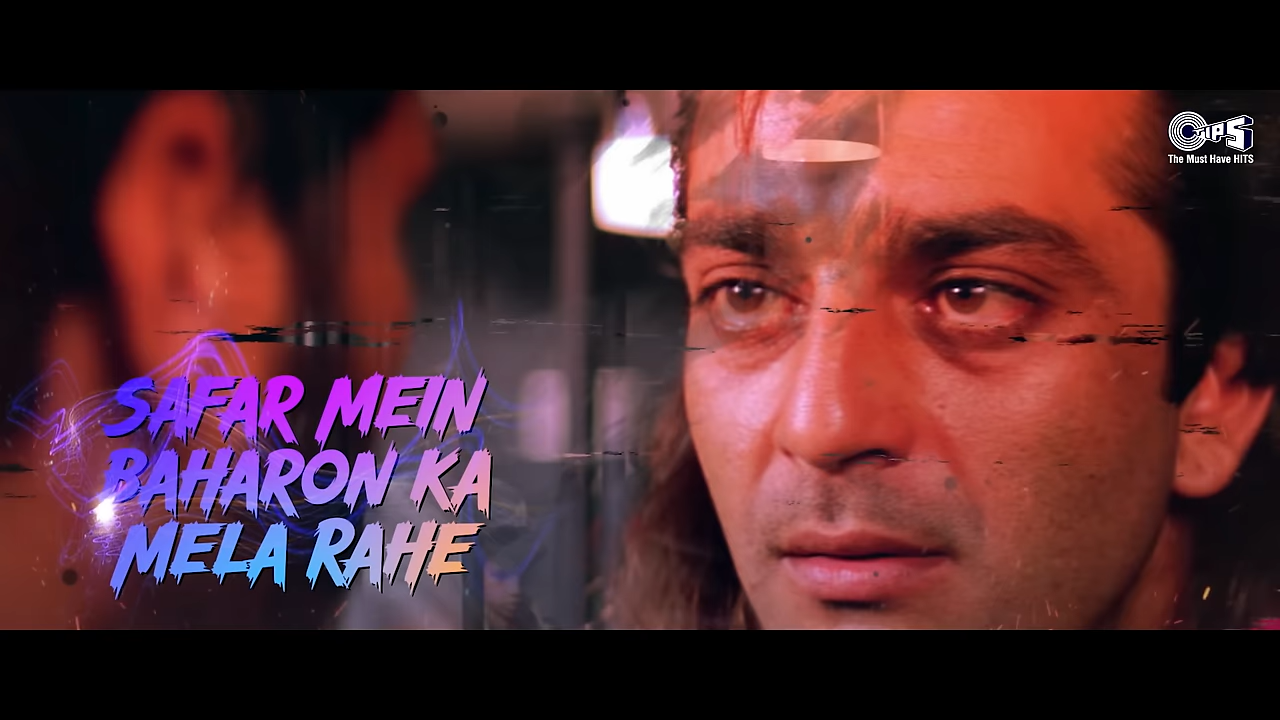 SAFAR MEIN
BAHARON KA
MELA RAHE
TIPS
The Must Have HITS